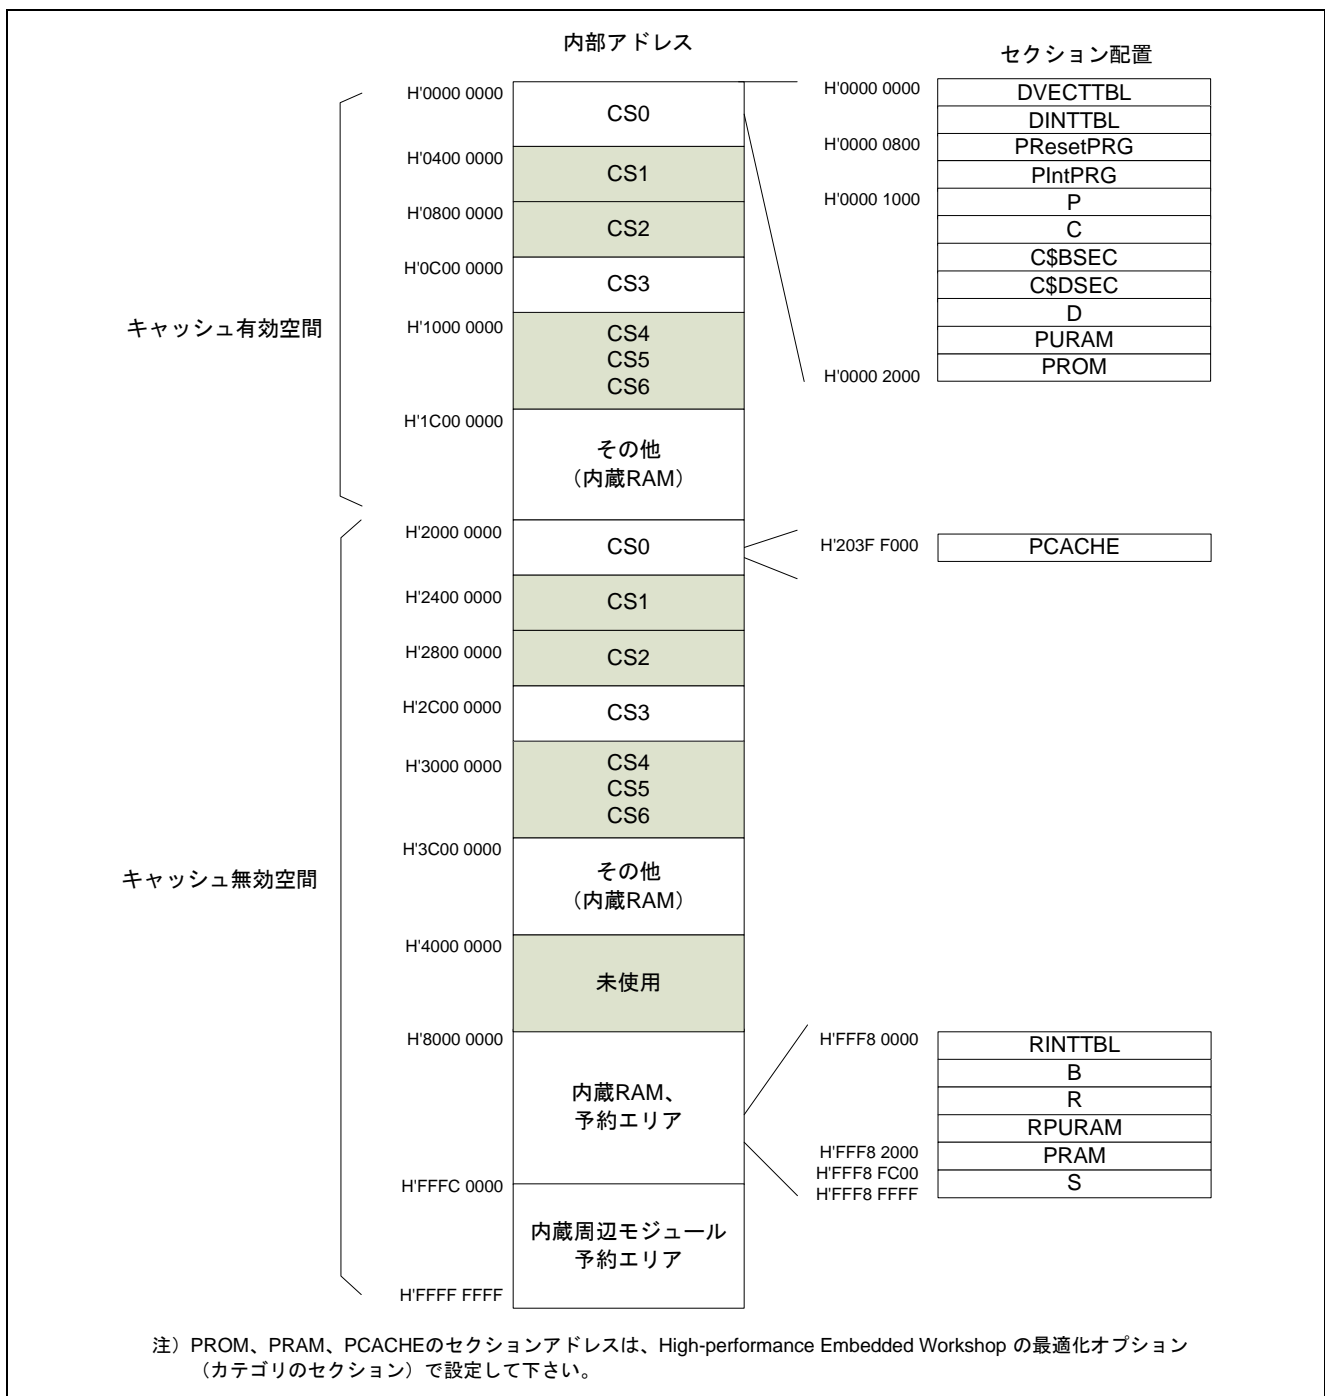 内部アドレス
セクション配置
H'0000 0000
CS0
H'0400 0000
CS1
H'0800 0000
CS2
H'0C00 0000
CS3
H'1000 0000
CS4
CS5
CS6
H'1C00 0000
その他
（内蔵RAM）
キャッシュ有効空間
H'0000 0000
DVECTTBL
DINTTBL
H'0000 0800
PResetPRG
PIntPRG
H'0000 1000
P
C
C$BSEC
C$DSEC
D
PURAM
PROM
H'0000 2000
H'2000 0000
CS0
H'203F F000
PCACHE
H'2400 0000
CS1
H'2800 0000
CS2
H'2C00 0000
CS3
H'3000 0000
CS4
CS5
CS6
H'3C00 0000
その他
（内蔵RAM）
キャッシュ無効空間
H'4000 0000
未使用
H'8000 0000
内蔵RAM、
予約エリア
H'FFF8 0000
RINTTBL
B
R
RPURAM
H'FFF8 2000
PRAM
H'FFF8 FC00
S
H'FFF8 FFFF
H'FFFC 0000
内蔵周辺モジュール
予約エリア
H'FFFF FFFF
注）PROM、PRAM、PCACHEのセクションアドレスは、High-performance Embedded Workshop の最適化オプション
（カテゴリのセクション）で設定して下さい。